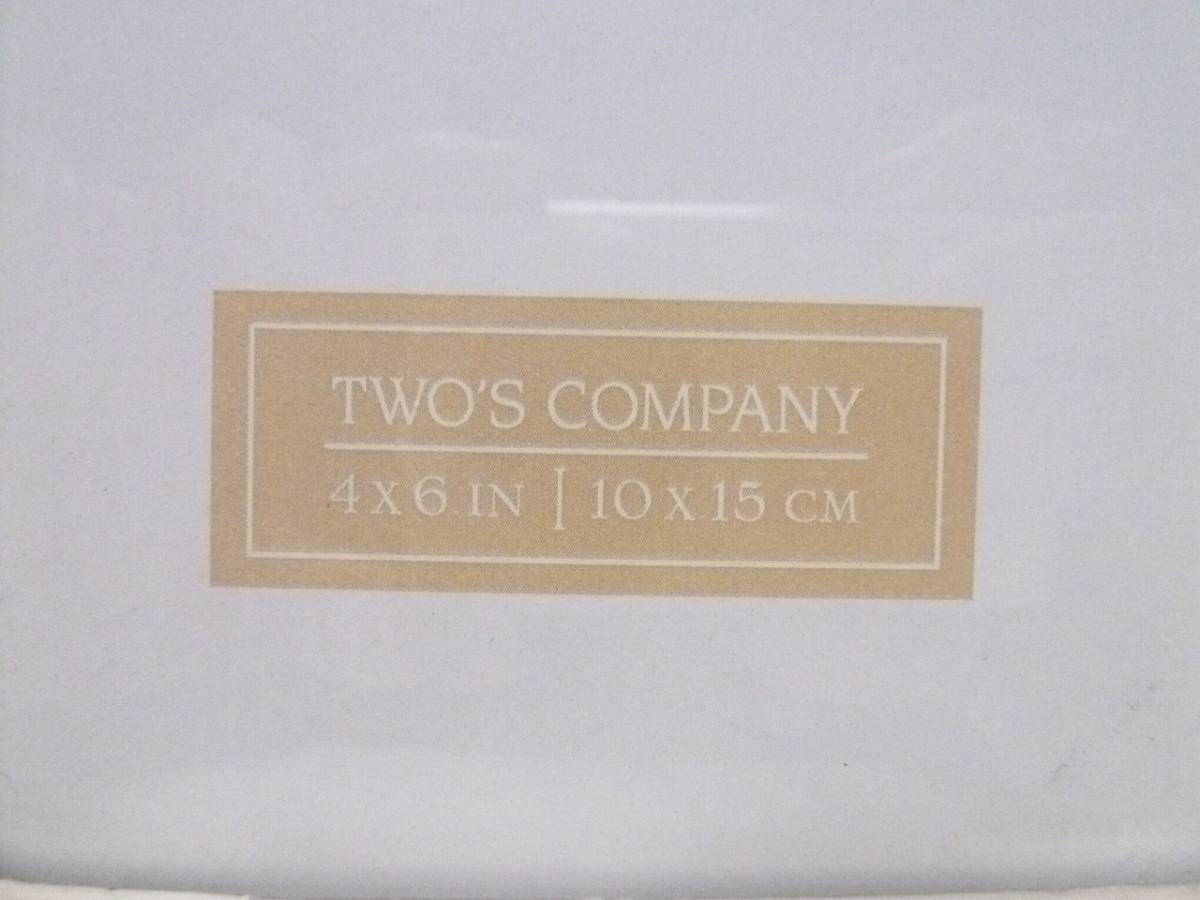 TWO'S COMPANY
4 X 6 IN | 10 X 15 CM